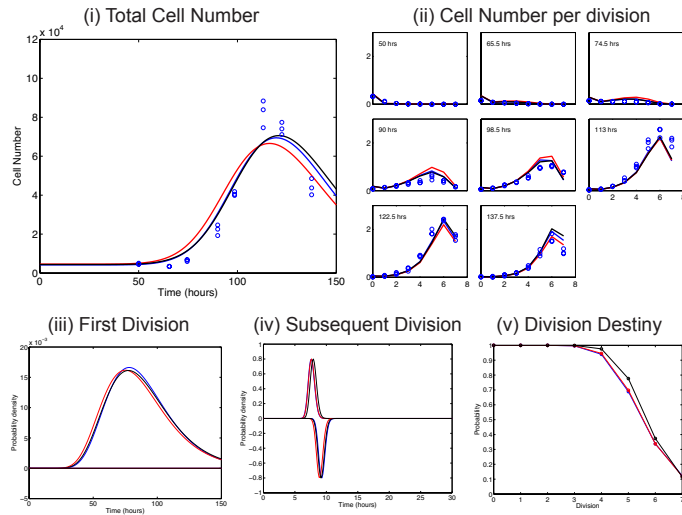 (i) Total Cell Number
x 10^4
12
10
8
6
4
2
0
0 50 100 150
Cell Number
Time (hours)
(ii) Cell Number per division
50 hrs
65.5 hrs
74.5 hrs
2
0
90 hrs
98.5 hrs
113 hrs
2
0
0 2 4 6 8
122.5 hrs
137.5 hrs
2
0
0 2 4 6 8
0 2 4 6 8
(iii) First Division
x 10^-3
20
15
10
5
0
-5
0 50 100 150
Probability density
Time (hours)
(iv) Subsequent Division
1
0.8
0.6
0.4
0.2
0
-0.2
-0.4
-0.6
-0.8
-1
0 5 10 15 20 25 30
Probability density
Time (hours)
(v) Division Destiny
1
0.9
0.8
0.7
0.6
0.5
0.4
0.3
0.2
0.1
0
0 1 2 3 4 5 6 7
Probability
Division